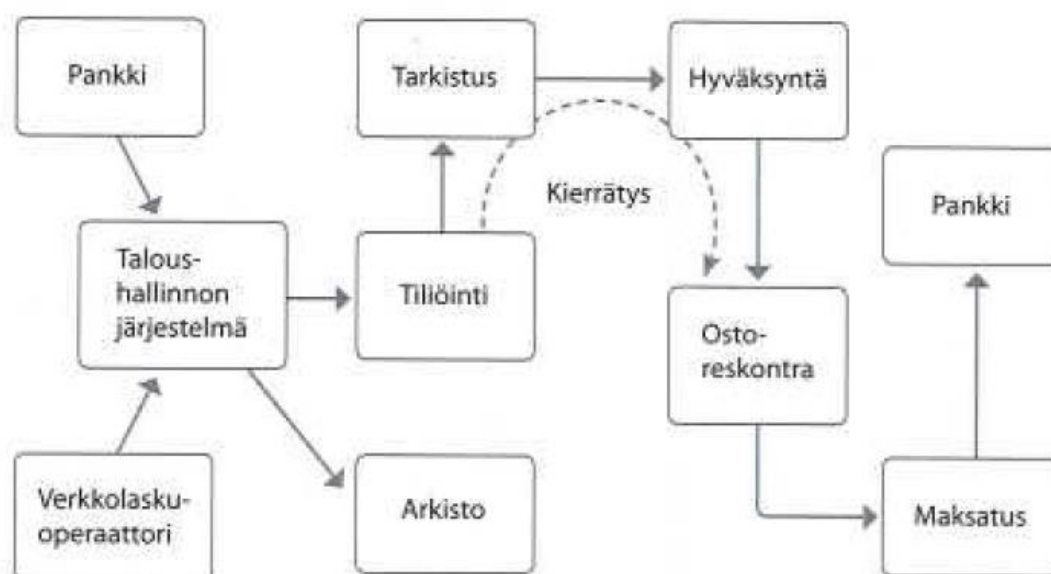 Pankki
Tarkistus
Hyväksyntä
Kierrätys
Pankki
Talous-
hallinnon
järjestelmä
Tiliöinti
Osto-
reskontra
Verkkolasku-
operaattori
Arkisto
Maksatus